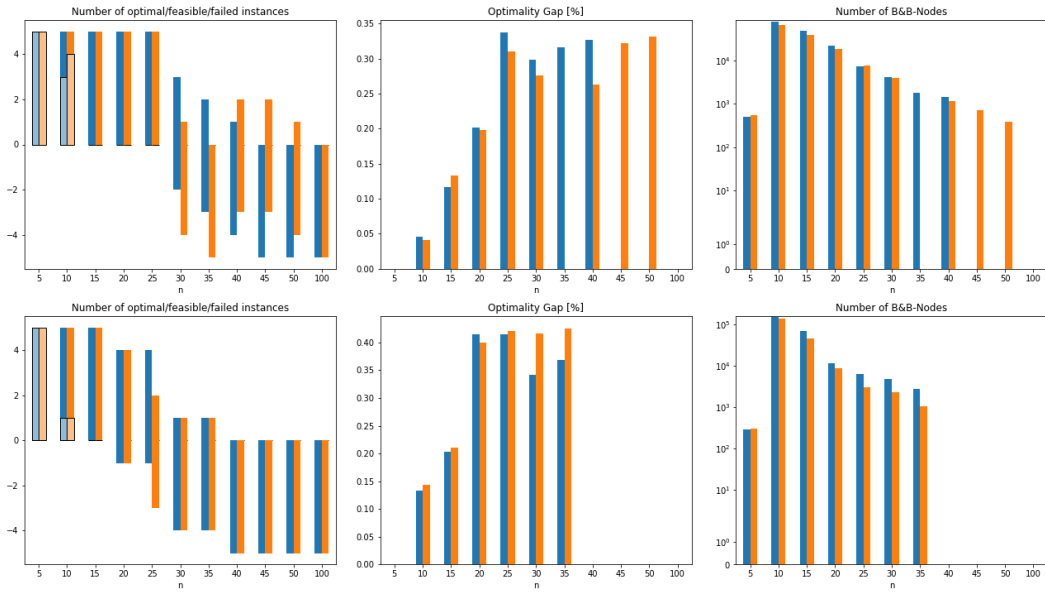 Number of optimal/feasible/failed instances
4
2
0
−2
−4
5 10 15 20 25 30 35 40 45 50 100
n
Optimality Gap [%]
0.35
0.30
0.25
0.20
0.15
0.10
0.05
0.00
5 10 15 20 25 30 35 40 45 50 100
n
Number of B&B-Nodes
10⁴
10³
10²
10¹
10⁰
0
5 10 15 20 25 30 35 40 45 50 100
n
Number of optimal/feasible/failed instances
4
2
0
−2
−4
5 10 15 20 25 30 35 40 45 50 100
n
Optimality Gap [%]
0.40
0.35
0.30
0.25
0.20
0.15
0.10
0.05
0.00
5 10 15 20 25 30 35 40 45 50 100
n
Number of B&B-Nodes
10⁵
10⁴
10³
10²
10¹
10⁰
0
5 10 15 20 25 30 35 40 45 50 100
n